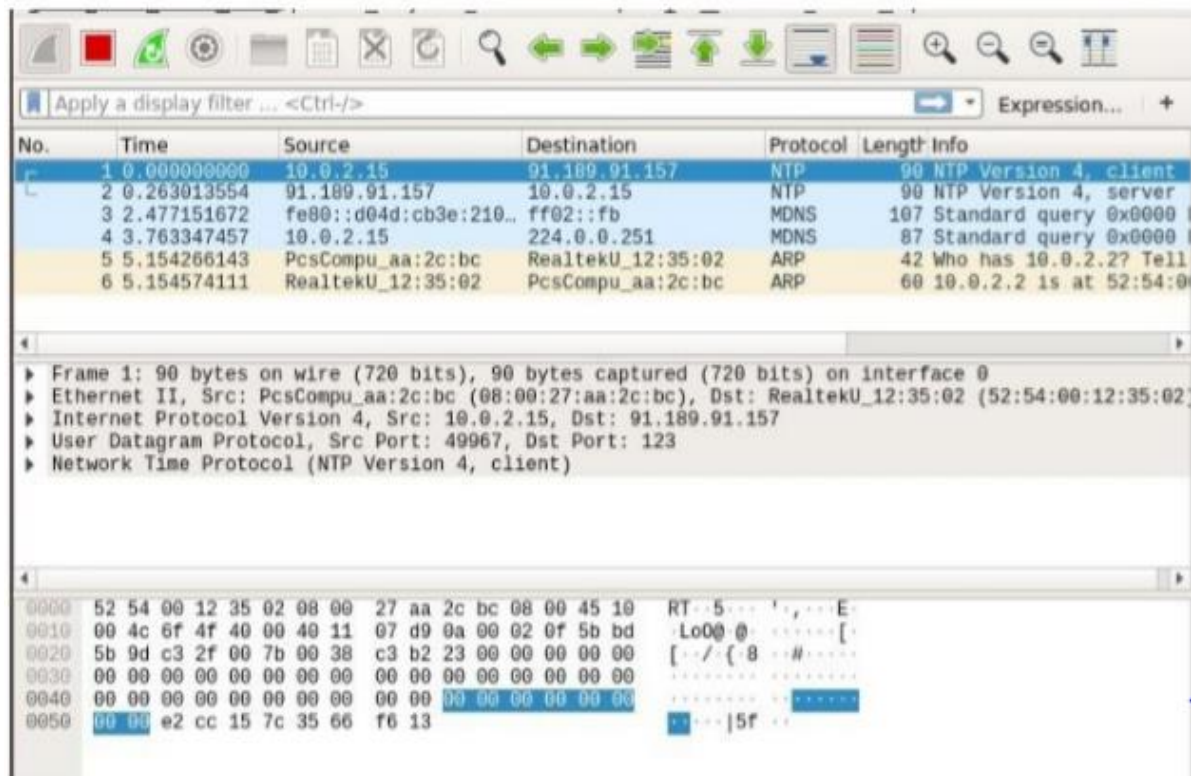 Apply a display filter ... <Ctrl-/> Expression... +
No. Time Source Destination Protocol Length Info
1 0.000000000 10.0.2.15 91.189.91.157 NTP 90 NTP Version 4, client
2 0.263013554 91.189.91.157 10.0.2.15 NTP 90 NTP Version 4, server
3 2.477151672 fe80::d04d:cb3e:210… ff02::fb MDNS 107 Standard query 0x0000
4 3.763347457 10.0.2.15 224.0.0.251 MDNS 87 Standard query 0x0000
5 5.154266143 PcsCompu_aa:2c:bc RealtekU_12:35:02 ARP 42 Who has 10.0.2.2? Tell
6 5.154574111 RealtekU_12:35:02 PcsCompu_aa:2c:bc ARP 60 10.0.2.2 is at 52:54:0
Frame 1: 90 bytes on wire (720 bits), 90 bytes captured (720 bits) on interface 0
Ethernet II, Src: PcsCompu_aa:2c:bc (08:00:27:aa:2c:bc), Dst: RealtekU_12:35:02 (52:54:00:12:35:02)
Internet Protocol Version 4, Src: 10.0.2.15, Dst: 91.189.91.157
User Datagram Protocol, Src Port: 49967, Dst Port: 123
Network Time Protocol (NTP Version 4, client)
0000 52 54 00 12 35 02 08 00 27 aa 2c bc 08 00 45 10 RT··5··· '·,···E·
0010 00 4c 6f 4f 40 00 40 11 07 d9 0a 00 02 0f 5b bd ·LoO@·@· ······[·
0020 5b 9d c3 2f 00 7b 00 38 c3 b2 23 00 00 00 00 00 [··/·{·8 ··#·····
0030 00 00 00 00 00 00 00 00 00 00 00 00 00 00 00 00 ········ ········
0040 00 00 00 00 00 00 00 00 00 00 00 00 00 00 00 00 ········ ········
0050 00 00 e2 cc 15 7c 35 66 f6 13 ·····|5f ··